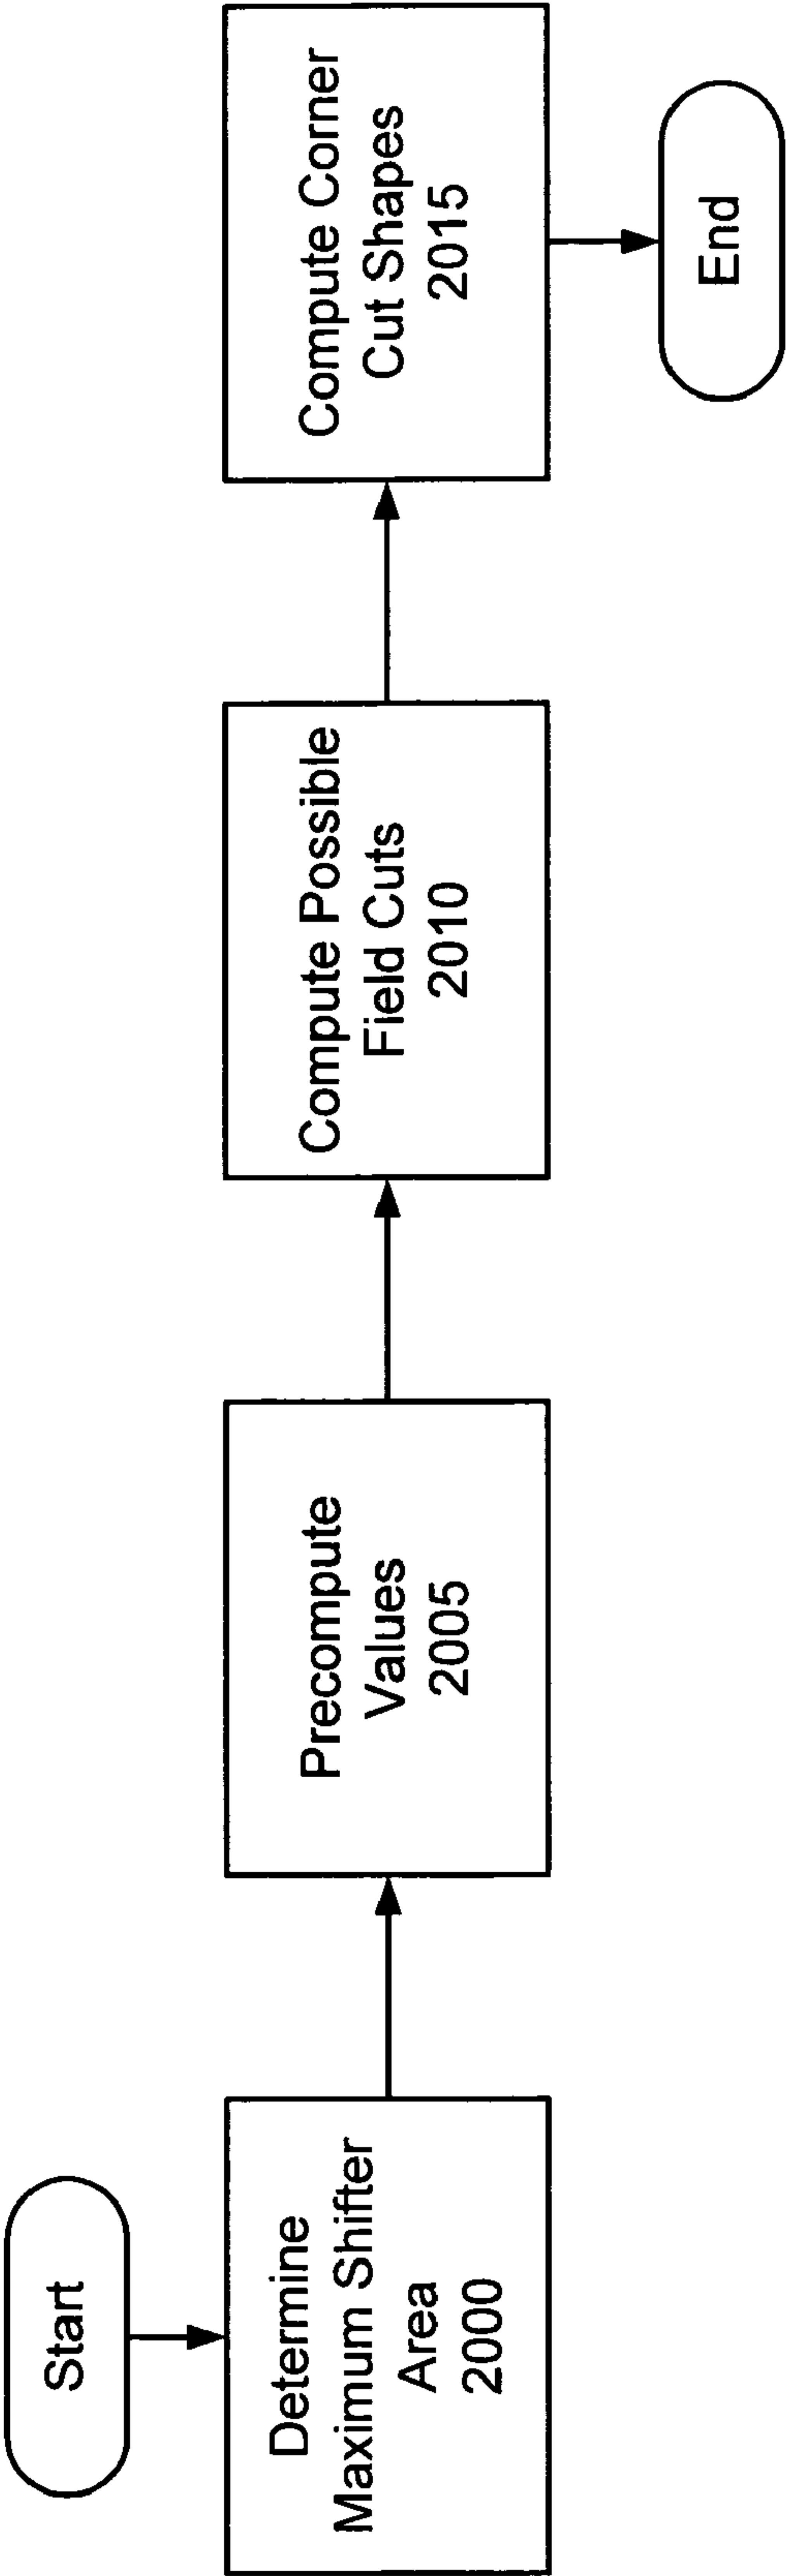 Start
Determine
Maximum Shifter
Area
2000
Precompute
Values
2005
Compute Possible
Field Cuts
2010
Compute Corner
Cut Shapes
2015
End